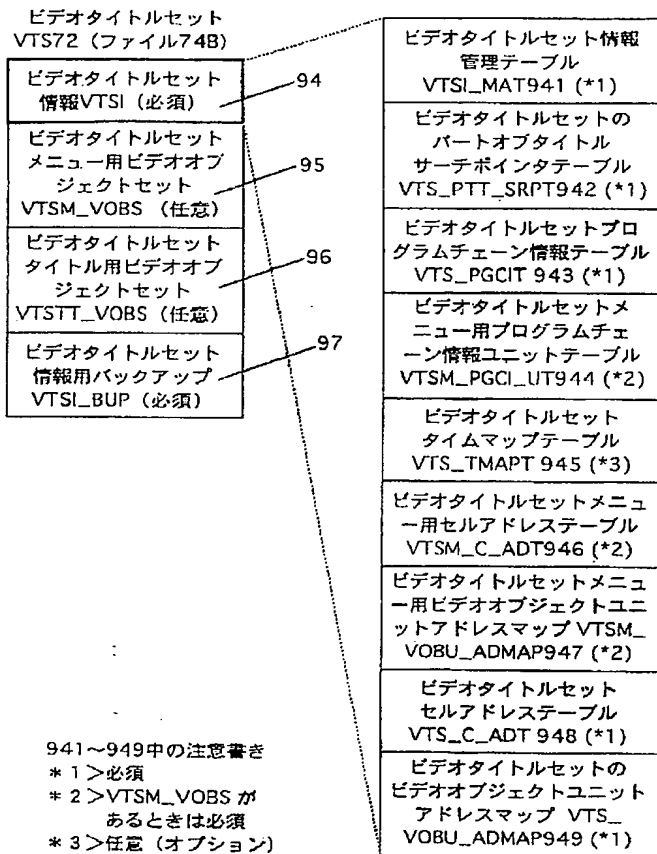 ビデオタイトルセット
VTS72（ファイル74B）
ビデオタイトルセット
情報VTSI（必須）
94
ビデオタイトルセット
メニュー用ビデオオブ
ジェクトセット
VTSM_VOBS （任意）
95
ビデオタイトルセット
タイトル用ビデオオブ
ジェクトセット
VTSTT_VOBS（任意）
96
ビデオタイトルセット
情報用バックアップ
VTSI_BUP（必須）
97
ビデオタイトルセット情報
管理テーブル
VTSI_MAT941 (*1)
ビデオタイトルセットの
パートオブタイトル
サーチポインタテーブル
VTS_PTT_SRPT942 (*1)
ビデオタイトルセットプロ
グラムチェーン情報テーブル
VTS_PGCIT 943 (*1)
ビデオタイトルセットメ
ニュー用プログラムチェ
ーン情報ユニットテーブル
VTSM_PGCI_UT944 (*2)
ビデオタイトルセット
タイムマップテーブル
VTS_TMAPT 945 (*3)
ビデオタイトルセットメニュ
ー用セルアドレステーブル
VTSM_C_ADT946 (*2)
ビデオタイトルセットメニュ
ー用ビデオオブジェクトユニ
ットアドレスマップ VTSM_
VOBU_ADMAP947 (*2)
ビデオタイトルセット
セルアドレステーブル
VTS_C_ADT 948 (*1)
ビデオタイトルセットの
ビデオオブジェクトユニット
アドレスマップ VTS_
VOBU_ADMAP949 (*1)
941〜949中の注意書き
＊1＞必須
＊2＞VTSM_VOBS が
あるときは必須
＊3＞任意（オプション）